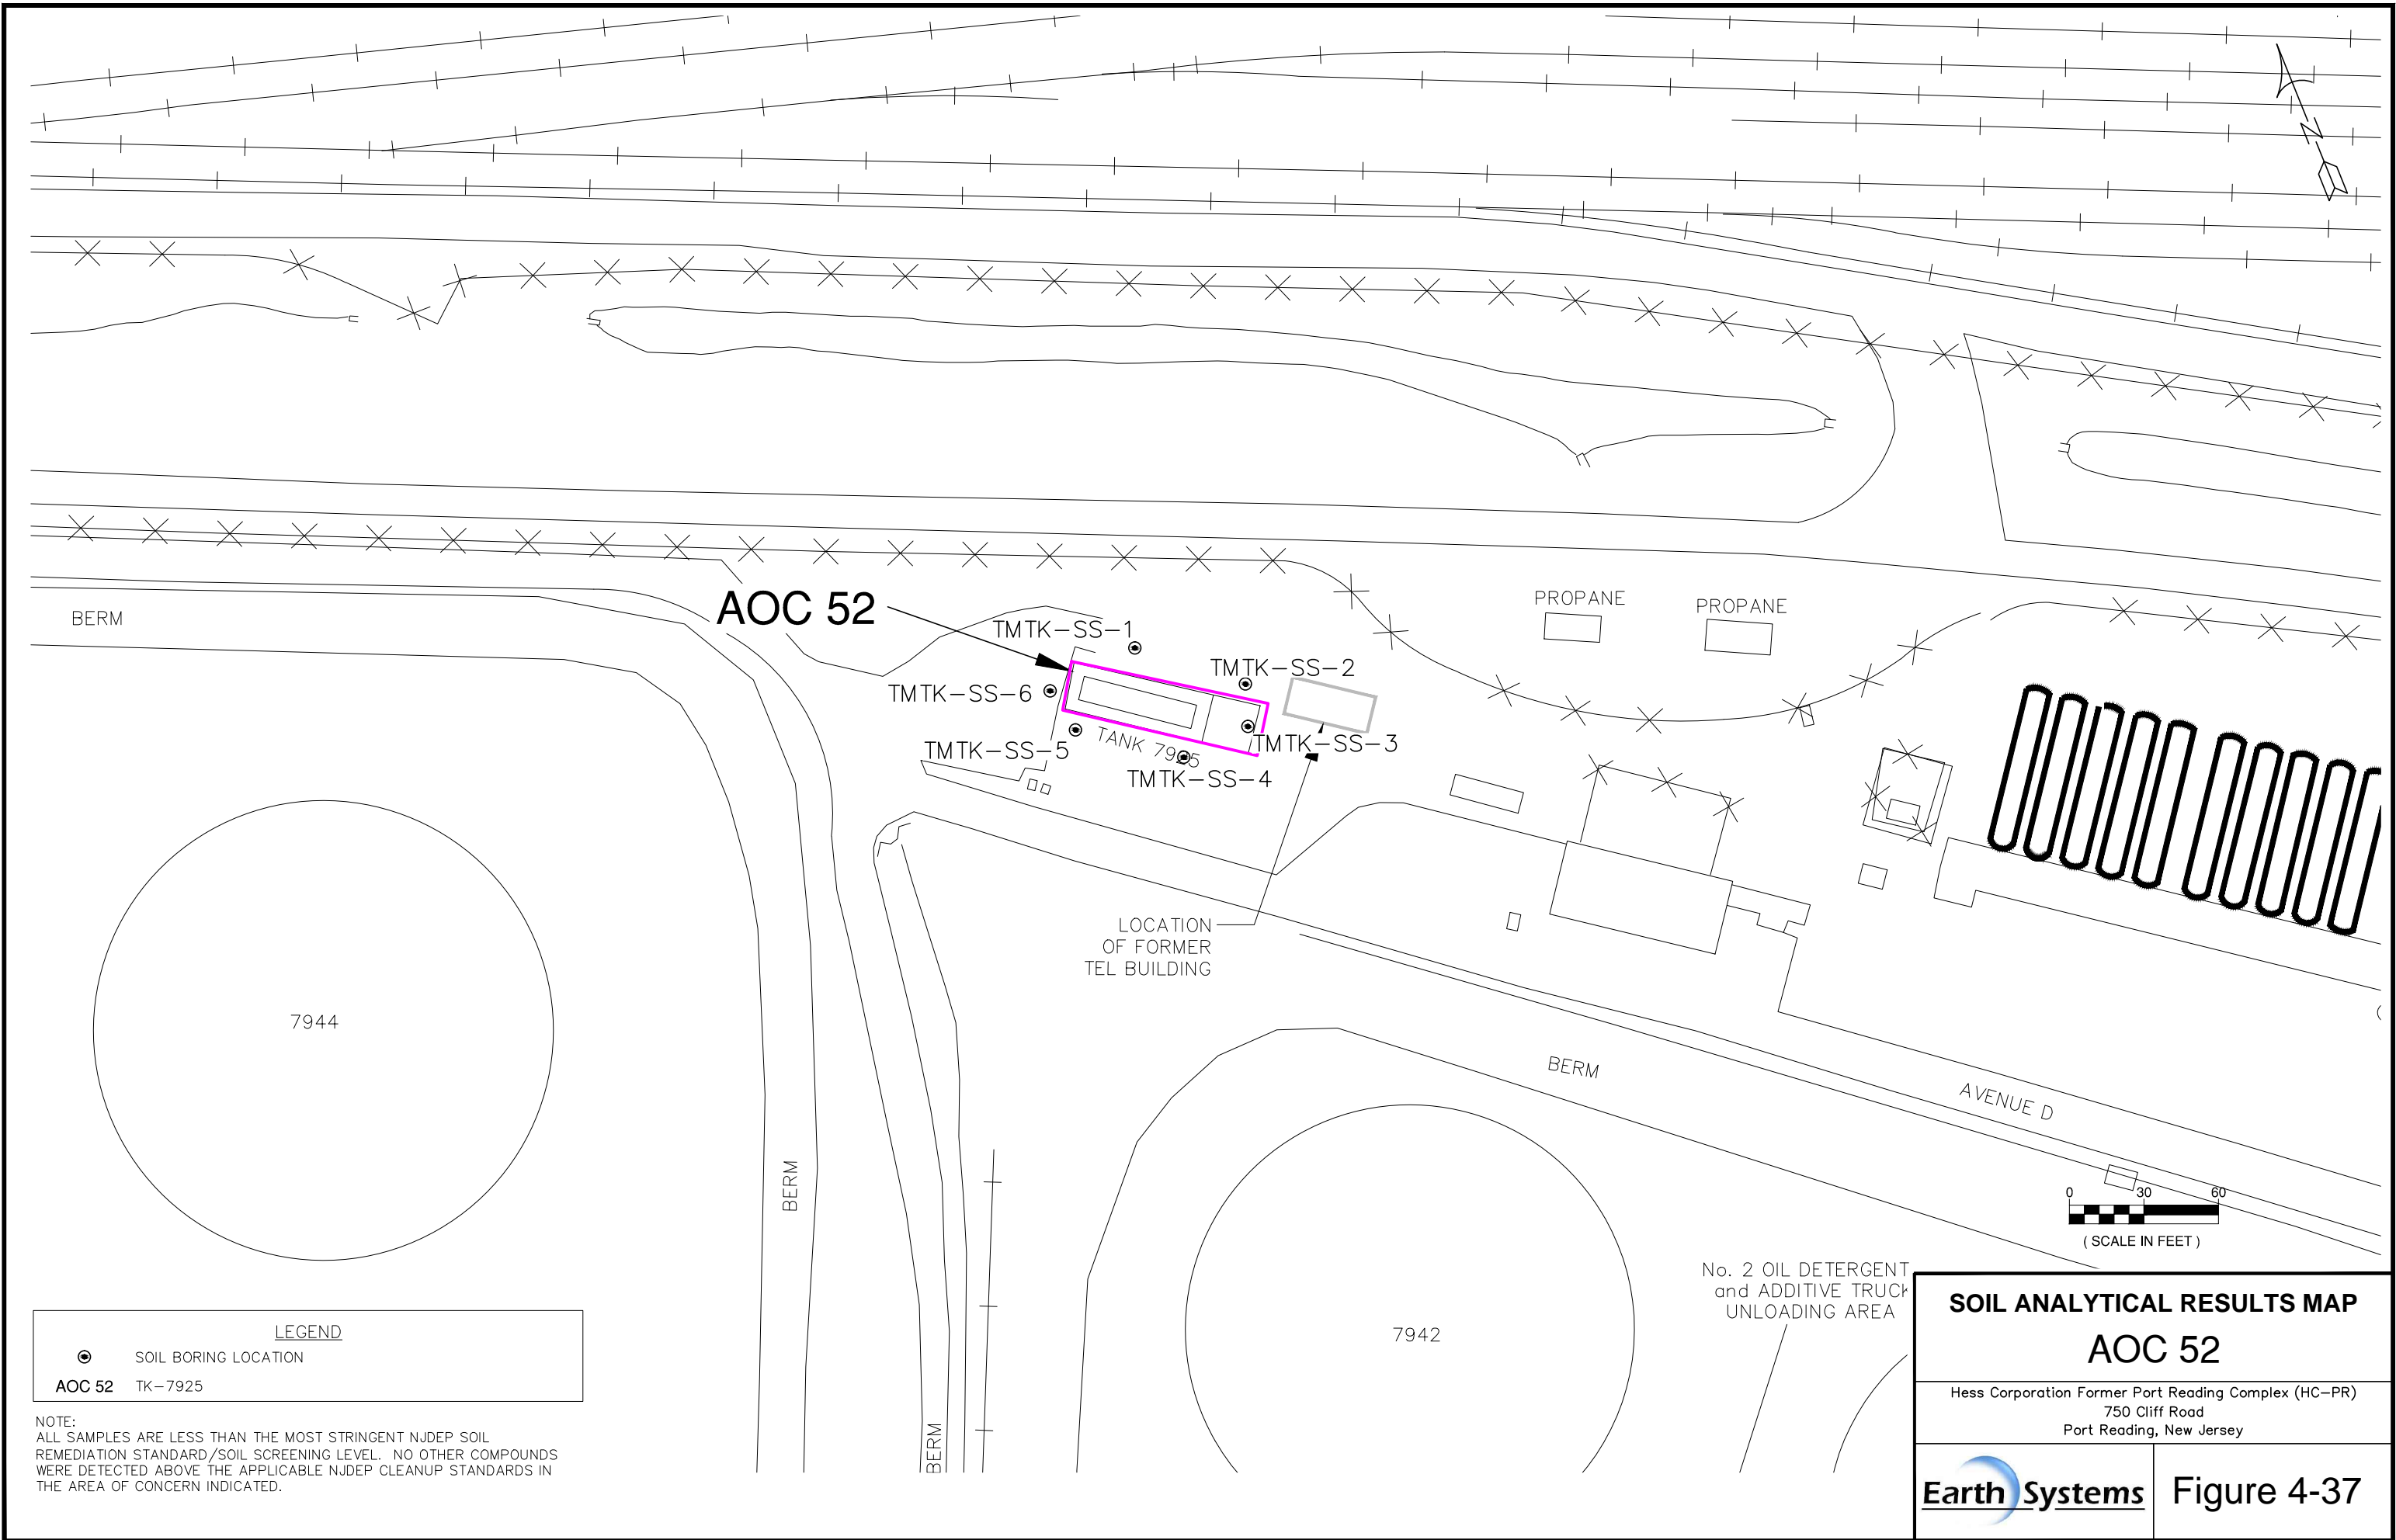 N
BERM
AOC 52
PROPANE
PROPANE
TMTK-SS-1
TMTK-SS-2
TMTK-SS-6
TMTK-SS-3
TMTK-SS-5
TANK 7925
TMTK-SS-4
LOCATION
OF FORMER
TEL BUILDING
7944
BERM
AVENUE D
BERM
BERM
7942
0 30 60
( SCALE IN FEET )
No. 2 OIL DETERGENT
and ADDITIVE TRUCK
UNLOADING AREA
LEGEND
SOIL BORING LOCATION
AOC 52 TK-7925
NOTE:
ALL SAMPLES ARE LESS THAN THE MOST STRINGENT NJDEP SOIL
REMEDIATION STANDARD/SOIL SCREENING LEVEL. NO OTHER COMPOUNDS
WERE DETECTED ABOVE THE APPLICABLE NJDEP CLEANUP STANDARDS IN
THE AREA OF CONCERN INDICATED.
SOIL ANALYTICAL RESULTS MAP
AOC 52
Hess Corporation Former Port Reading Complex (HC-PR)
750 Cliff Road
Port Reading, New Jersey
Earth Systems
Figure 4-37